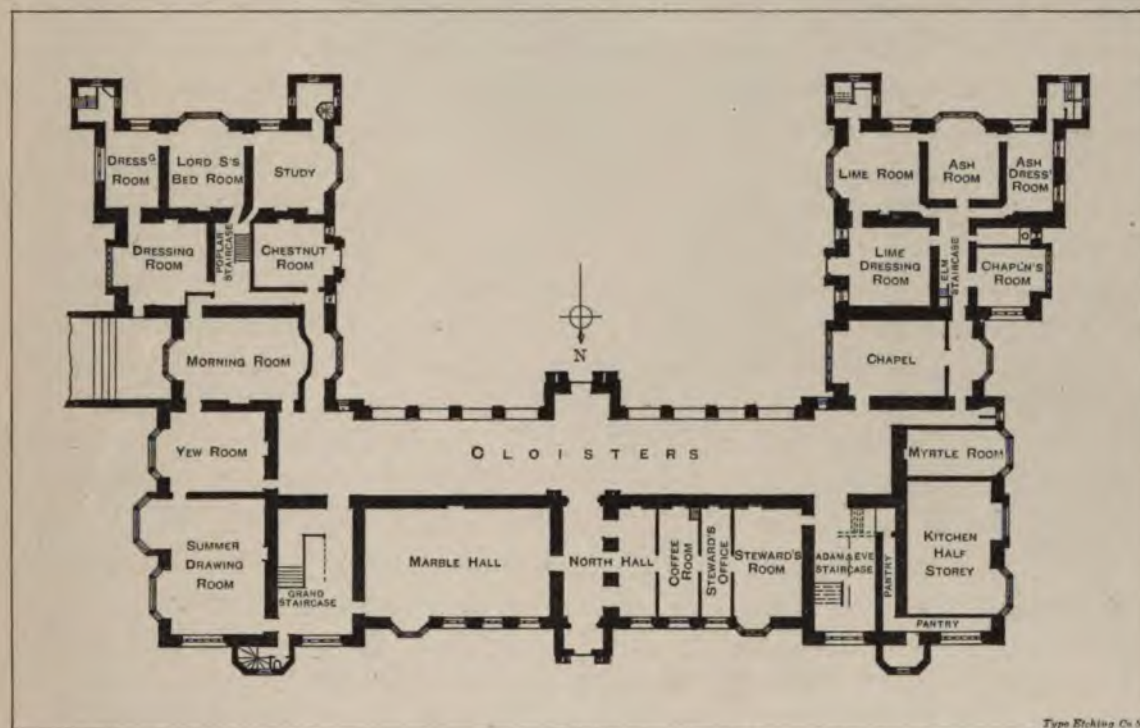 DRESSG.
ROOM
LORD S'S
BED ROOM
STUDY
LIME ROOM
ASH
ROOM
ASH
DRESS'
ROOM
DRESSING
ROOM
POPLAR
STAIRCASE
CHESTNUT
ROOM
LIME
DRESSING
ROOM
ELM
STAIRCASE
CHAPLN'S
ROOM
MORNING ROOM
N
CHAPEL
YEW ROOM
CLOISTERS
MYRTLE ROOM
SUMMER
DRAWING
ROOM
GRAND
STAIRCASE
MARBLE HALL
NORTH HALL
COFFEE
ROOM
STEWARD'S
OFFICE
STEWARD'S
ROOM
ADAM & EVE
STAIRCASE
PANTRY
KITCHEN
HALF
STOREY
PANTRY
Type Etching Co